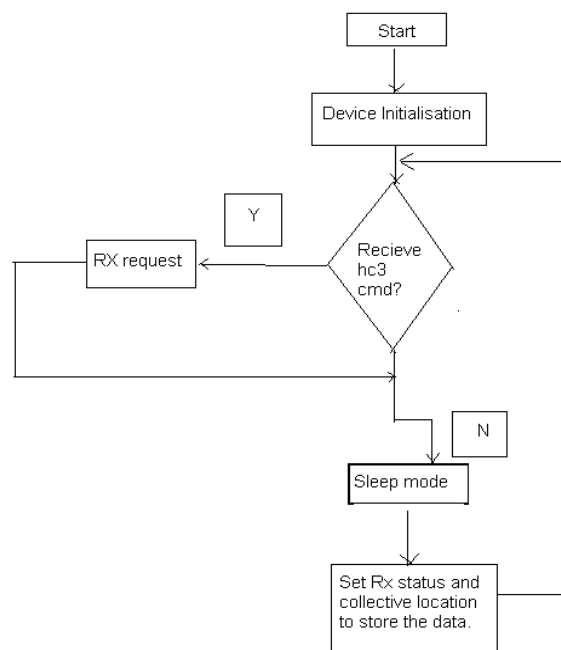 Start
Device Initialisation
Y
Recieve
hc3
cmd?
RX request
N
Sleep mode
Set Rx status and
collective location
to store the data.